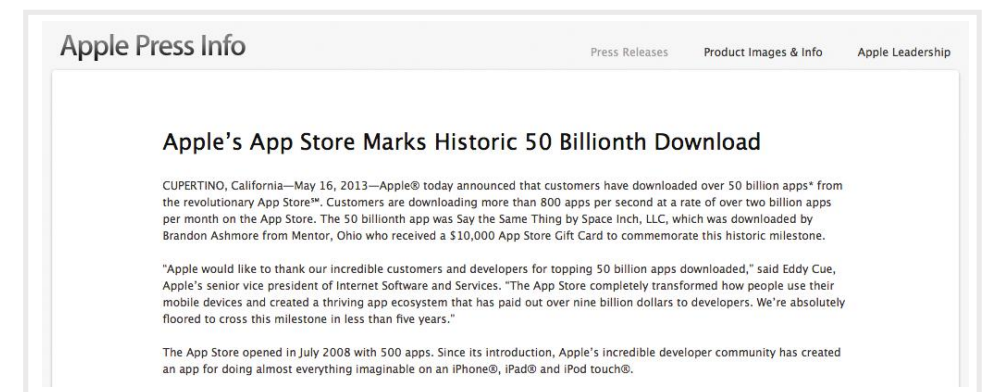 Apple Press Info
Press Releases Product Images & Info Apple Leadership
Apple's App Store Marks Historic 50 Billionth Download
CUPERTINO, California—May 16, 2013—Apple® today announced that customers have downloaded over 50 billion apps* from
the revolutionary App Store℠. Customers are downloading more than 800 apps per second at a rate of over two billion apps
per month on the App Store. The 50 billionth app was Say the Same Thing by Space Inch, LLC, which was downloaded by
Brandon Ashmore from Mentor, Ohio who received a $10,000 App Store Gift Card to commemorate this historic milestone.
"Apple would like to thank our incredible customers and developers for topping 50 billion apps downloaded," said Eddy Cue,
Apple's senior vice president of Internet Software and Services. "The App Store completely transformed how people use their
mobile devices and created a thriving app ecosystem that has paid out over nine billion dollars to developers. We're absolutely
floored to cross this milestone in less than five years."
The App Store opened in July 2008 with 500 apps. Since its introduction, Apple's incredible developer community has created
an app for doing almost everything imaginable on an iPhone®, iPad® and iPod touch®.